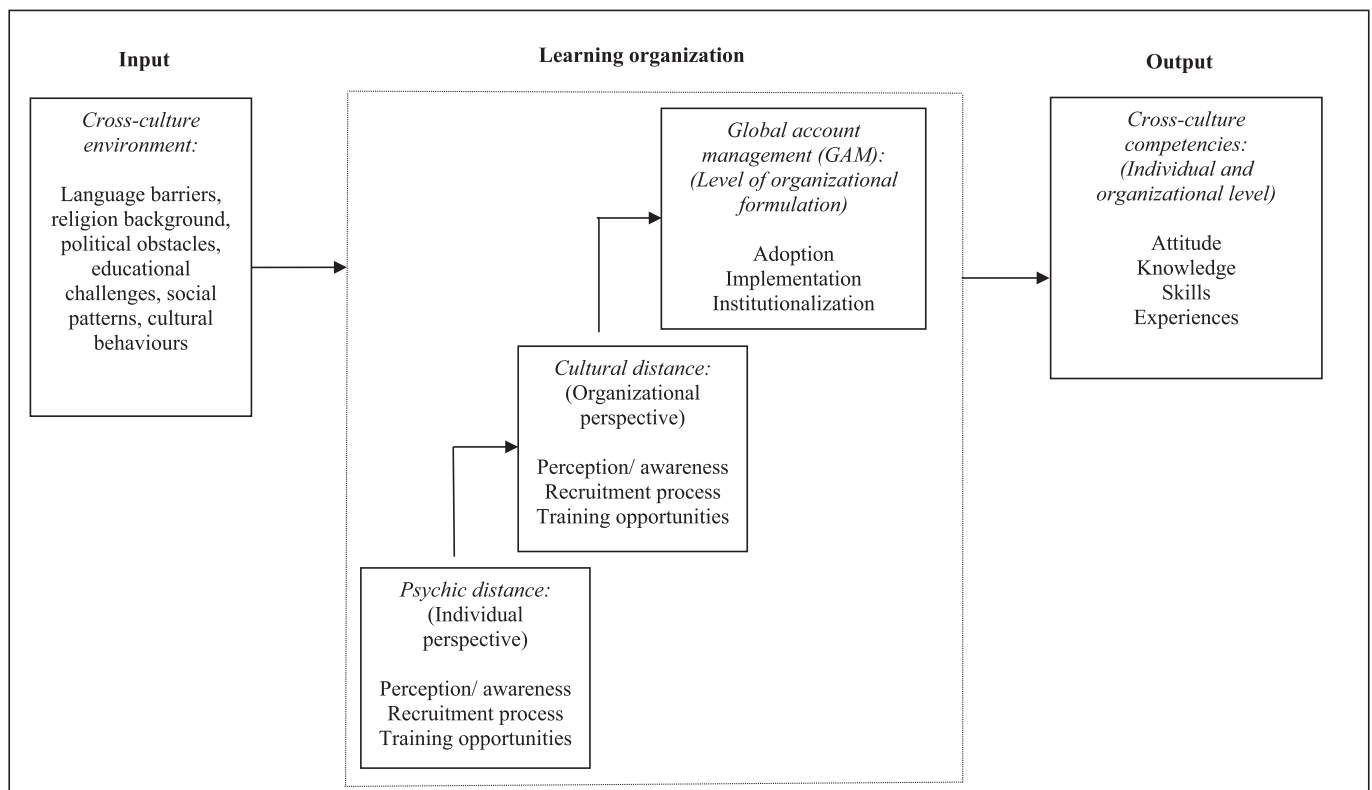 Input
Learning organization
Output
Cross-culture
environment:
Language barriers,
religion background,
political obstacles,
educational
challenges, social
patterns, cultural
behaviours
Global account
management (GAM):
(Level of organizational
formulation)
Adoption
Implementation
Institutionalization
Cultural distance:
(Organizational
perspective)
Perception/ awareness
Recruitment process
Training opportunities
Psychic distance:
(Individual
perspective)
Perception/ awareness
Recruitment process
Training opportunities
Cross-culture
competencies:
(Individual and
organizational level)
Attitude
Knowledge
Skills
Experiences